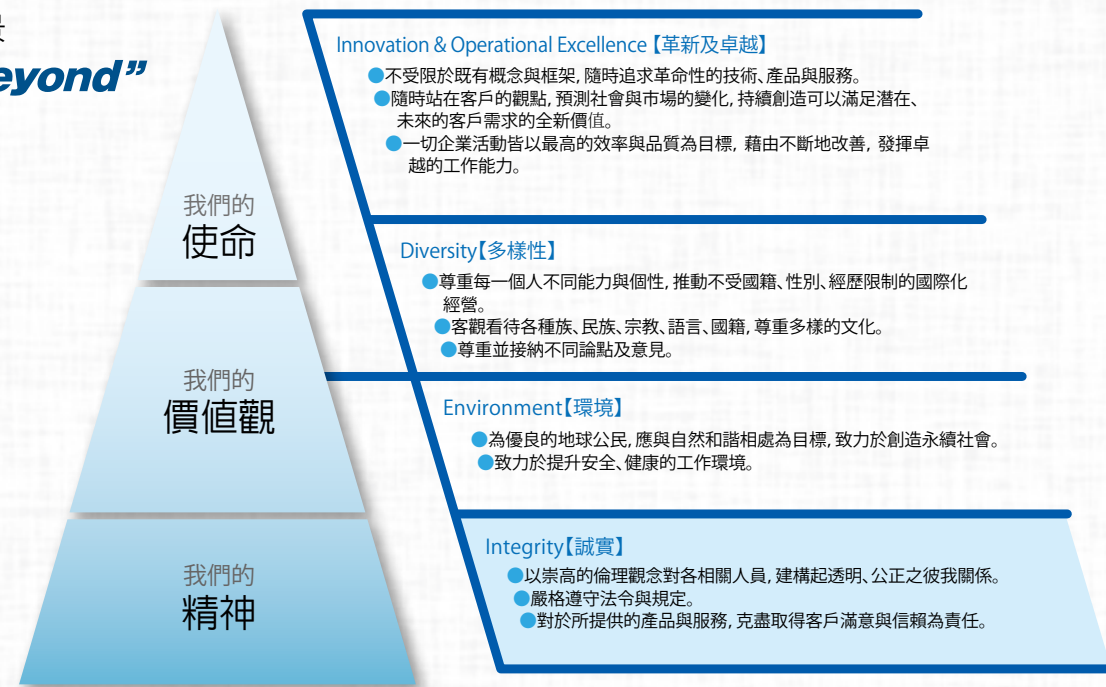 eyond”
我們的
使命
我們的
價值觀
我們的
精神
Innovation & Operational Excellence【革新及卓越】
●不受限於既有概念與框架, 隨時追求革命性的技術、產品與服務。
●隨時站在客戶的觀點, 預測社會與市場的變化, 持續創造可以滿足潛在、
未來的客戶需求的全新價值。
●一切企業活動皆以最高的效率與品質為目標, 藉由不斷地改善, 發揮卓
越的工作能力。
Diversity【多樣性】
●尊重每一個人不同能力與個性, 推動不受國籍、性別、經歷限制的國際化
經營。
●客觀看待各種族、民族、宗教、語言、國籍, 尊重多樣的文化。
●尊重並接納不同論點及意見。
Environment【環境】
●為優良的地球公民, 應與自然和諧相處為目標, 致力於創造永續社會。
●致力於提升安全、健康的工作環境。
Integrity【誠實】
●以崇高的倫理觀念對各相關人員, 建構起透明、公正之彼我關係。
●嚴格遵守法令與規定。
●對於所提供的產品與服務, 克盡取得客戶滿意與信賴為責任。